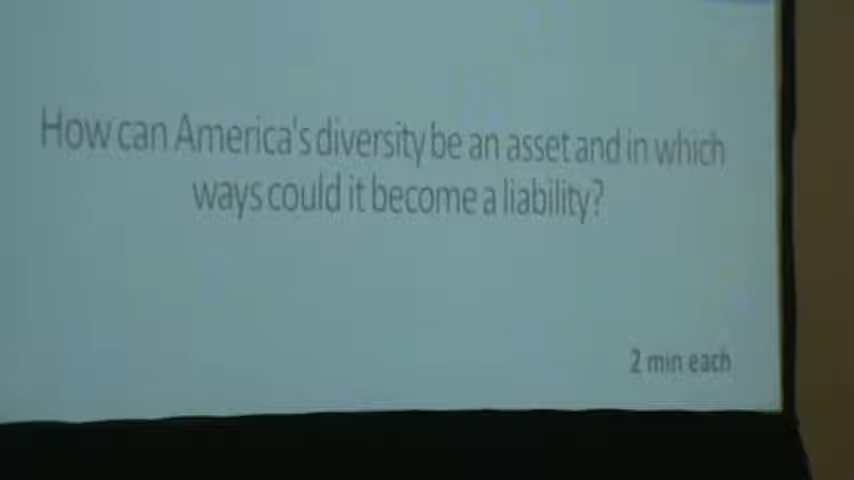 How can America's diversity be an asset and in which
ways could it become a liability?
2 min each